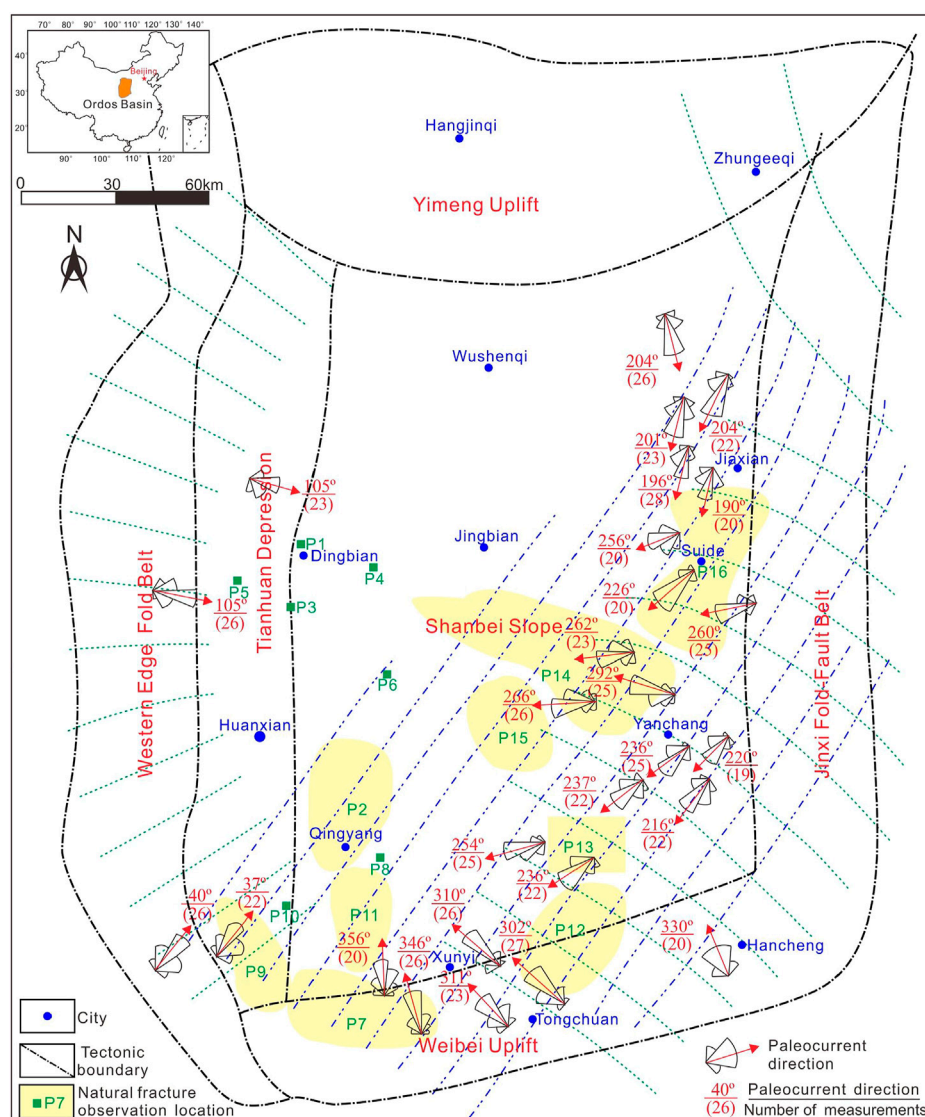 70° 80° 90° 100° 110° 120° 130° 140°
40°
30°
20°
Beijing
Ordos Basin
90° 100° 110° 120°
0 30 60km
N
Hangjinqi
Zhungeeqi
Yimeng Uplift
Wushenqi
204°
(26)
204°
(22)
201°
(23)
Jiaxian
196°
(28)
190°
(20)
105°
(23)
Tianhuan Depression
P1
Dingbian
Jingbian
256°
(20)
Suide
P16
P4
P5
P3
105°
(26)
Western Edge Fold Belt
226°
(20)
260°
(25)
Shanbei Slope
262°
(23)
Jinxi Fold-Fault Belt
P6
P14
292°
(25)
266°
(26)
P15
Huanxian
Yanchang
236°
(25)
220°
(19)
237°
(22)
216°
(22)
P2
Qingyang
P8
254°
(25)
P13
236°
(22)
40°
(26)
37°
(22)
P10
P11
310°
(26)
302°
(27)
P12
330°
(20)
Hancheng
356°
(20)
346°
(26)
Xunyi
311°
(23)
P9
P7
Tongchuan
Weibei Uplift
City
Tectonic
boundary
P7 Natural fracture
observation location
Paleocurrent
direction
40° Paleocurrent direction
(26) Number of measurements